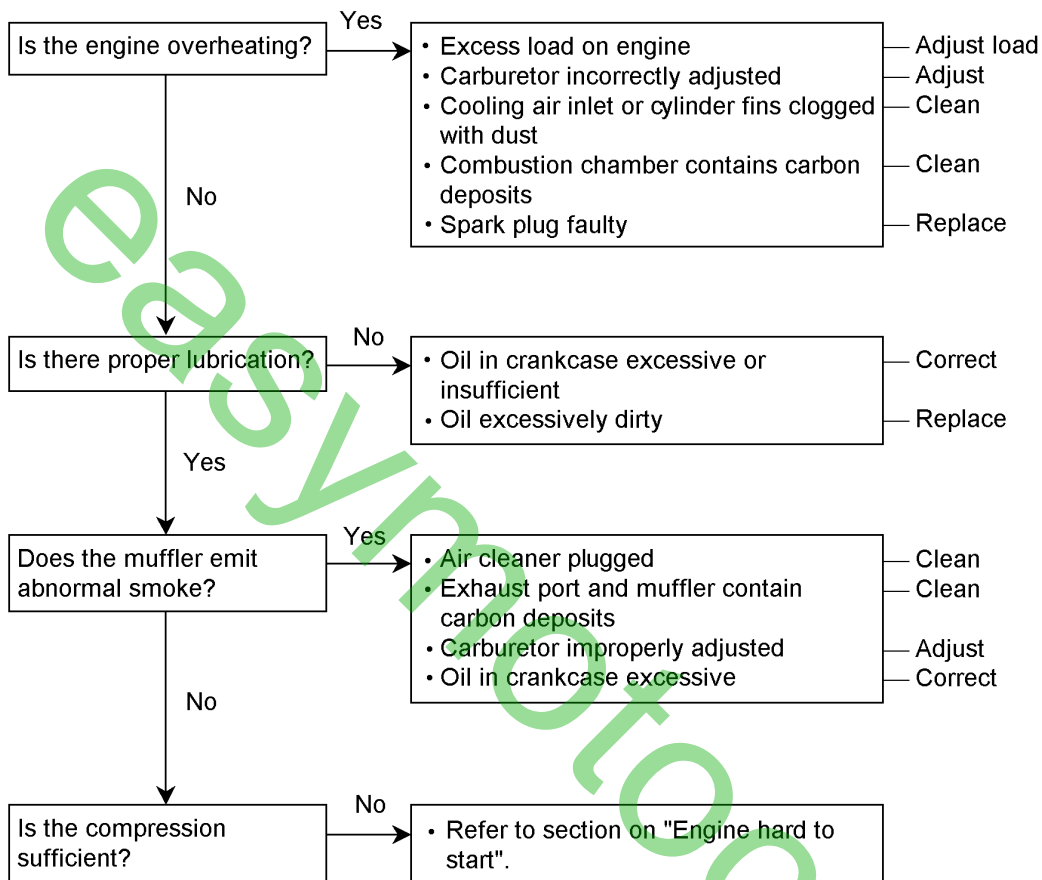 Is the engine overheating?
Yes
• Excess load on engine
Adjust load
• Carburetor incorrectly adjusted
Adjust
• Cooling air inlet or cylinder fins clogged
with dust
Clean
• Combustion chamber contains carbon
deposits
Clean
• Spark plug faulty
Replace
No
Is there proper lubrication?
No
• Oil in crankcase excessive or
insufficient
Correct
• Oil excessively dirty
Replace
Yes
Does the muffler emit
abnormal smoke?
Yes
• Air cleaner plugged
Clean
• Exhaust port and muffler contain
carbon deposits
Clean
• Carburetor improperly adjusted
Adjust
• Oil in crankcase excessive
Correct
No
Is the compression
sufficient?
No
• Refer to section on "Engine hard to
start".
easymotoc